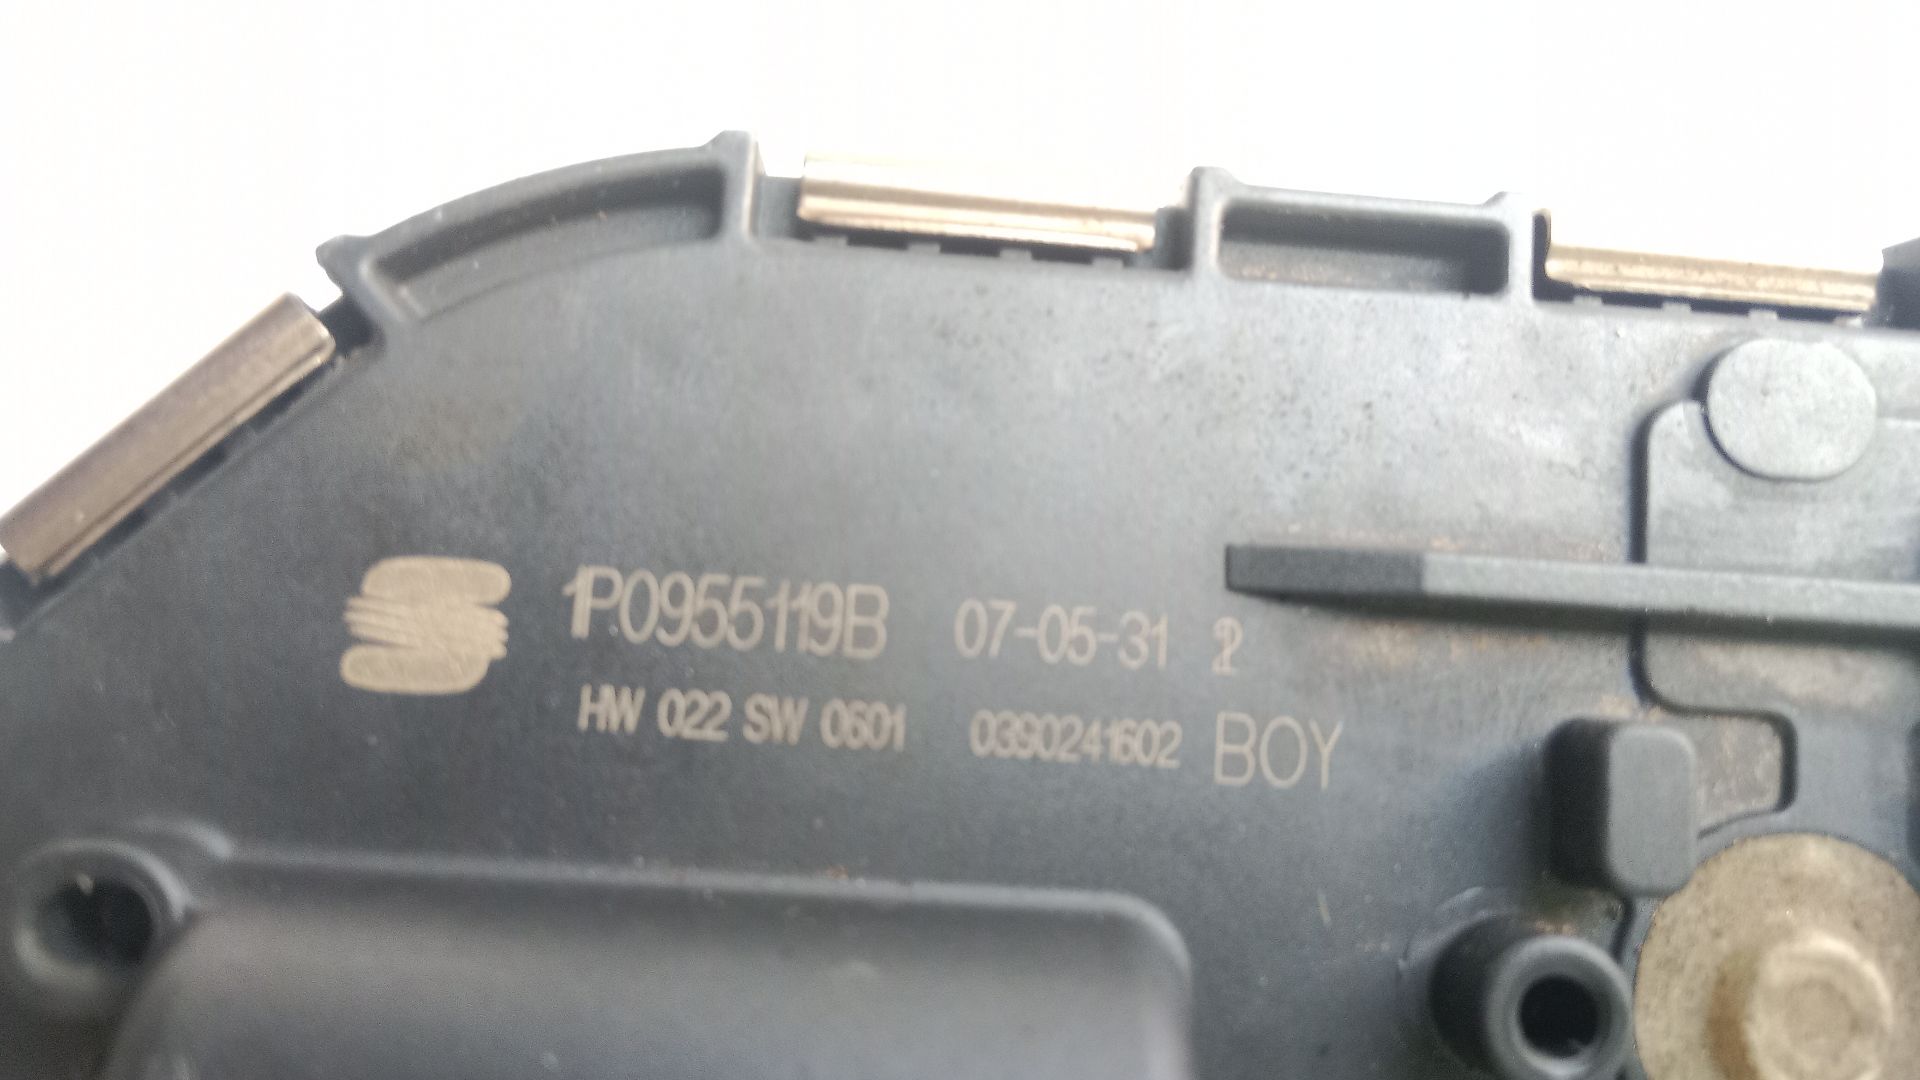 1P0955119B 07-05-31
HW 022 SW 0601 0390241602 BOY